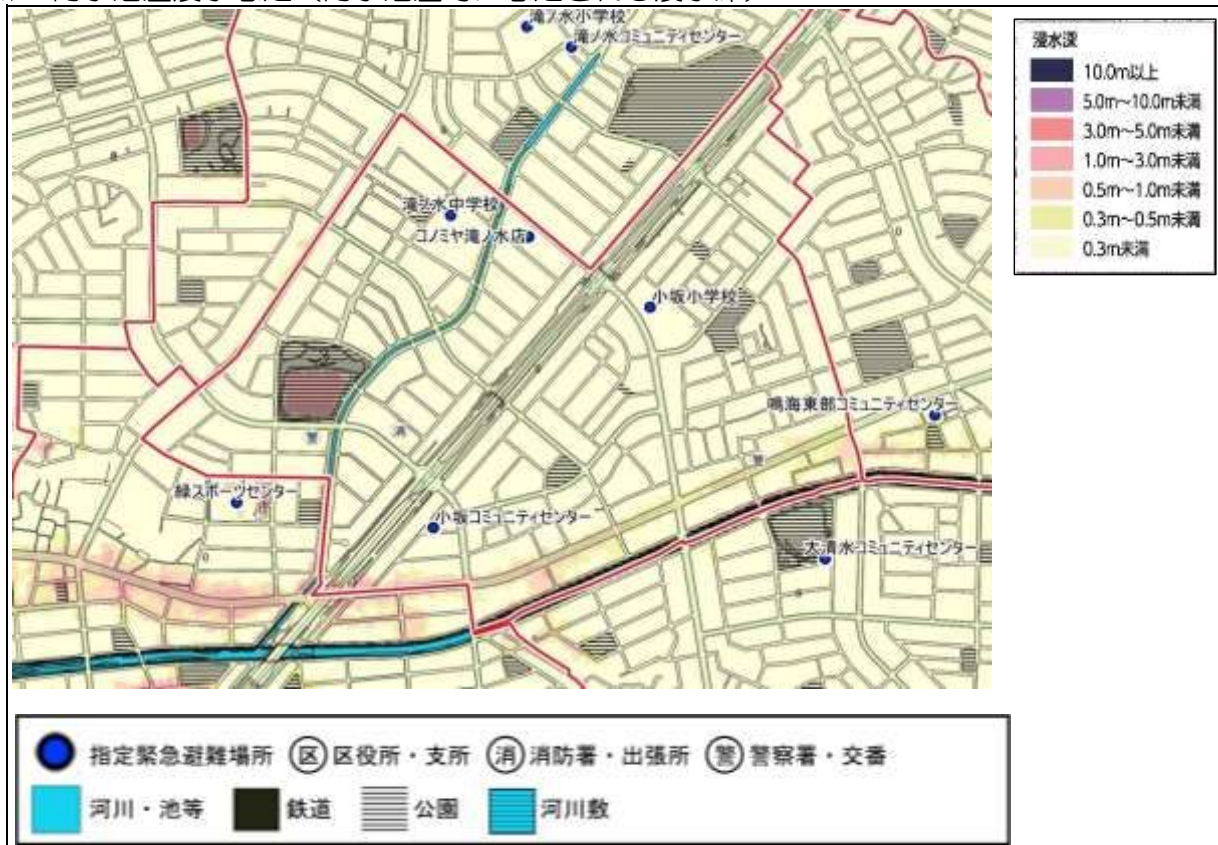 滝ノ水小学校
滝ノ水コミュニティセンター
滝ノ水中学校
コノミヤ滝ノ水店
小坂小学校
鳴海東部コミュニティセンター
警
消
警
緑スポーツセンター
小坂コミュニティセンター
大清水コミュニティセンター
浸水深
10.0m以上
5.0m～10.0m未満
3.0m～5.0m未満
1.0m～3.0m未満
0.5m～1.0m未満
0.3m～0.5m未満
0.3m未満
指定緊急避難場所 区 区役所・支所 消 消防署・出張所 警 警察署・交番
河川・池等 鉄道 公園 河川敷